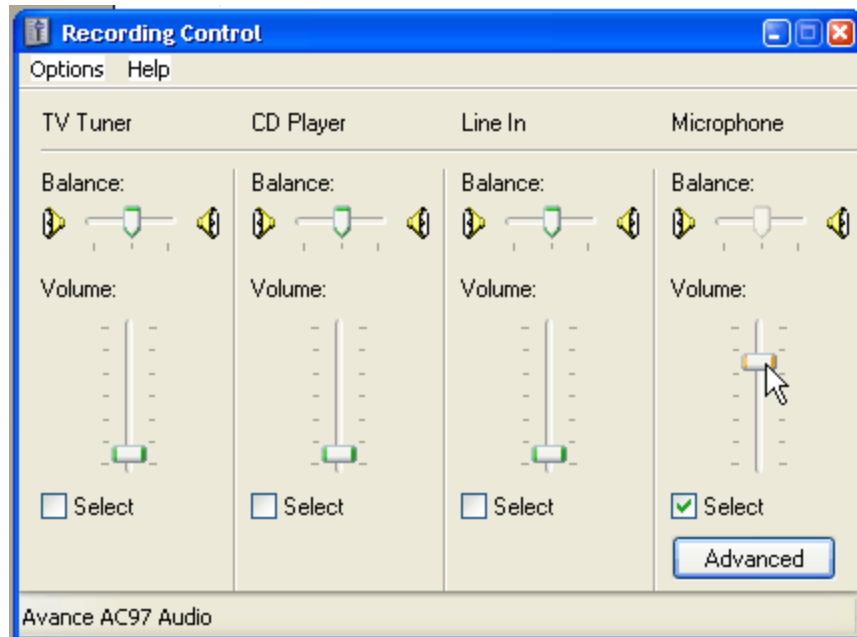 Recording Control
Options Help
TV Tuner CD Player Line In Microphone
Balance: Balance: Balance: Balance:
Volume: Volume: Volume: Volume:
Select Select Select Select
Advanced
Avance AC97 Audio